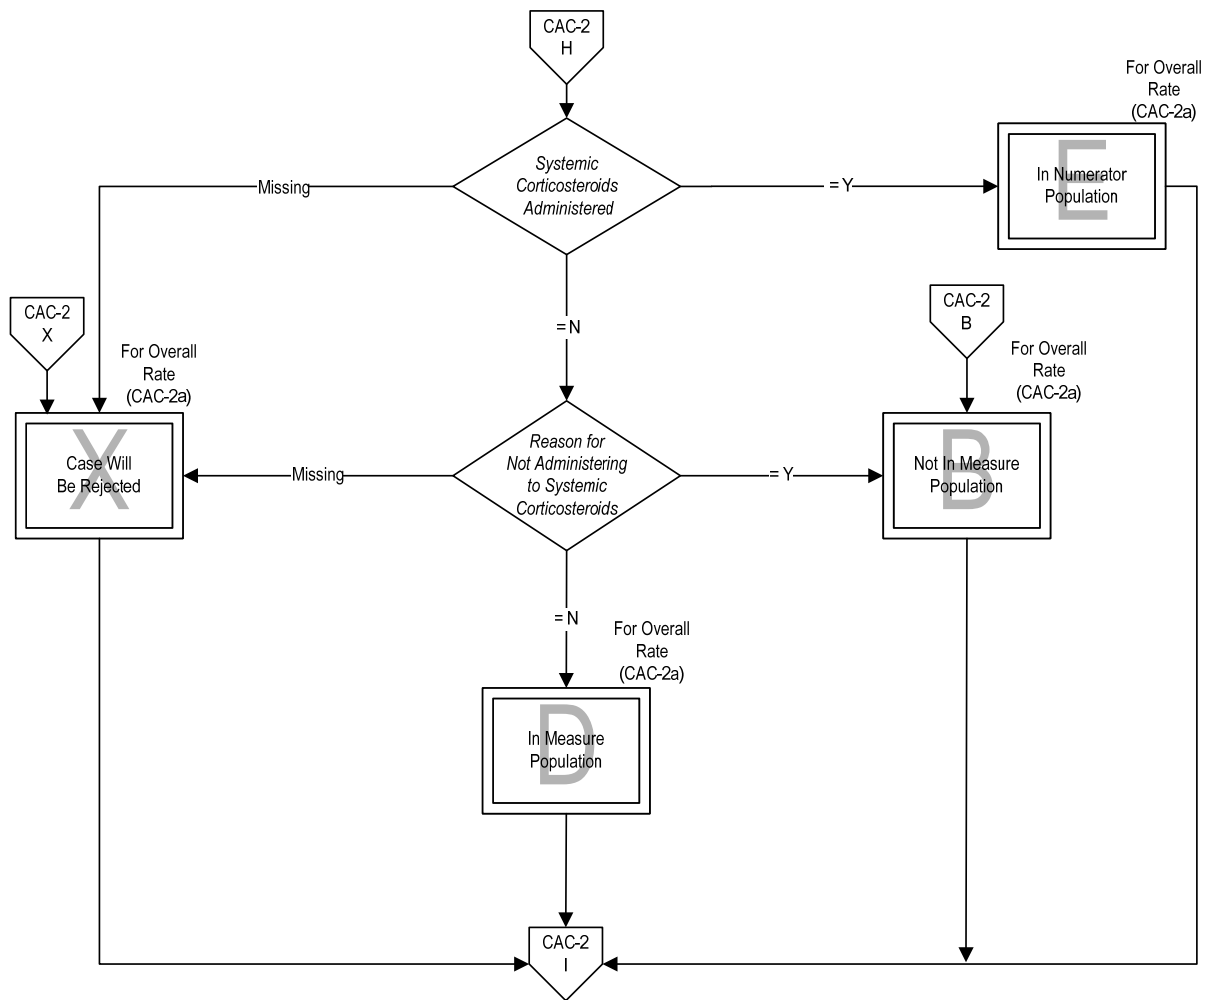 CAC-2
H
For Overall
Rate
(CAC-2a)
Systemic
Corticosteroids
Administered
Missing
= Y
E
In Numerator
Population
= N
CAC-2
X
For Overall
Rate
(CAC-2a)
CAC-2
B
For Overall
Rate
(CAC-2a)
X
Case Will
Be Rejected
Missing
Reason for
Not Administering
to Systemic
Corticosteroids
= Y
B
Not In Measure
Population
= N
For Overall
Rate
(CAC-2a)
D
In Measure
Population
CAC-2
I